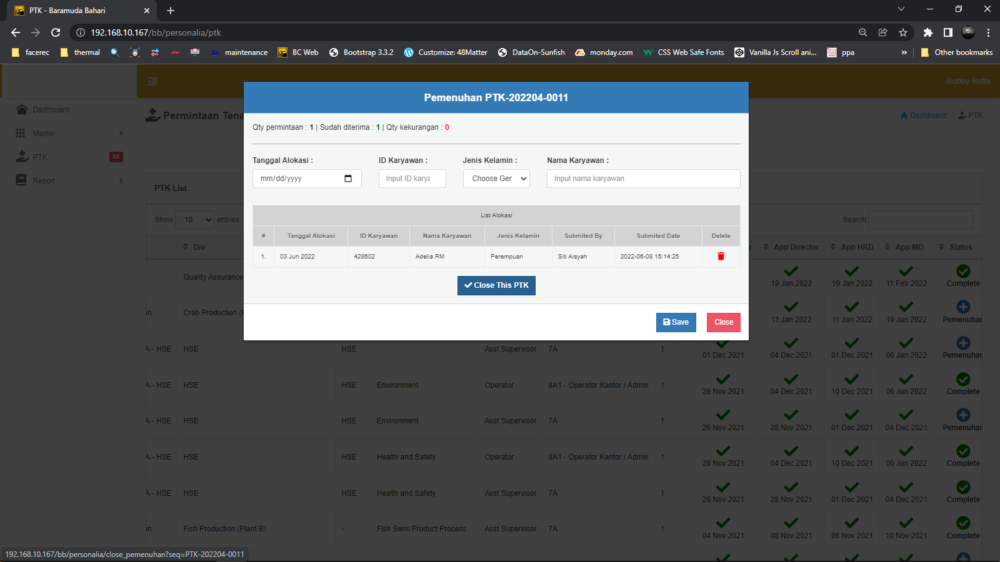 PTK - Baramuda Bahari
192.168.10.167/bb/personalia/ptk
facerec thermal maintenance BC Web Bootstrap 3.3.2 Customize: 48Matter DataOn-Sunfish monday.com CSS Web Safe Fonts Vanilla Js Scroll ani... ppa » Other bookmarks
Robby Refta
Dashboard
Master
PTK 52
Report
Permintaan Tena
Dashboard / PTK
Pemenuhan PTK-202204-0011
Qty permintaan : 1 | Sudah diterima : 1 | Qty kekurangan : 0
Tanggal Alokasi : ID Karyawan : Jenis Kelamin : Nama Karyawan :
mm/dd/yyyy Input ID karya Choose Ger Input nama karyawan
List Alokasi
# Tanggal Alokasi ID Karyawan Nama Karyawan Jenis Kelamin Submited By Submited Date Delete
1. 03 Jun 2022 428602 Adelia RM Perempuan Siti Aisyah 2022-06-08 15:14:25
Close This PTK
Save Close
PTK List
Show 10 entries Search:
Div r App Director App HRD App MD Status
Quality Assurance 19 Jan 2022 19 Jan 2022 11 Feb 2022 Complete
on Crab Production ( 11 Jan 2022 11 Jan 2022 19 Jan 2022 Pemenuhan
A - HSE HSE HSE Asst Supervisor 7A 1 01 Dec 2021 04 Dec 2021 01 Dec 2021 06 Jan 2022 Pemenuhan
A - HSE HSE HSE Environment Operator 8A1 - Operator Kantor / Admin 1 26 Nov 2021 04 Dec 2021 10 Dec 2021 06 Jan 2022 Complete
A - HSE HSE HSE Environment Asst Supervisor 7A 1 26 Nov 2021 28 Nov 2021 01 Dec 2021 04 Dec 2021 Pemenuhan
A - HSE HSE HSE Health and Safety Operator 8A1 - Operator Kantor / Admin 1 26 Nov 2021 04 Dec 2021 10 Dec 2021 06 Jan 2022 Complete
A - HSE HSE HSE Health and Safety Asst Supervisor 7A 1 26 Nov 2021 28 Nov 2021 01 Dec 2021 04 Dec 2021 Complete
on Fish Production (Plant B) - Fish Semi Product Process Asst Supervisor 7A 1 04 Nov 2021 08 Nov 2021 08 Nov 2021 10 Nov 2021 Complete
192.168.10.167/bb/personalia/close_pemenuhan?seq=PTK-202204-0011